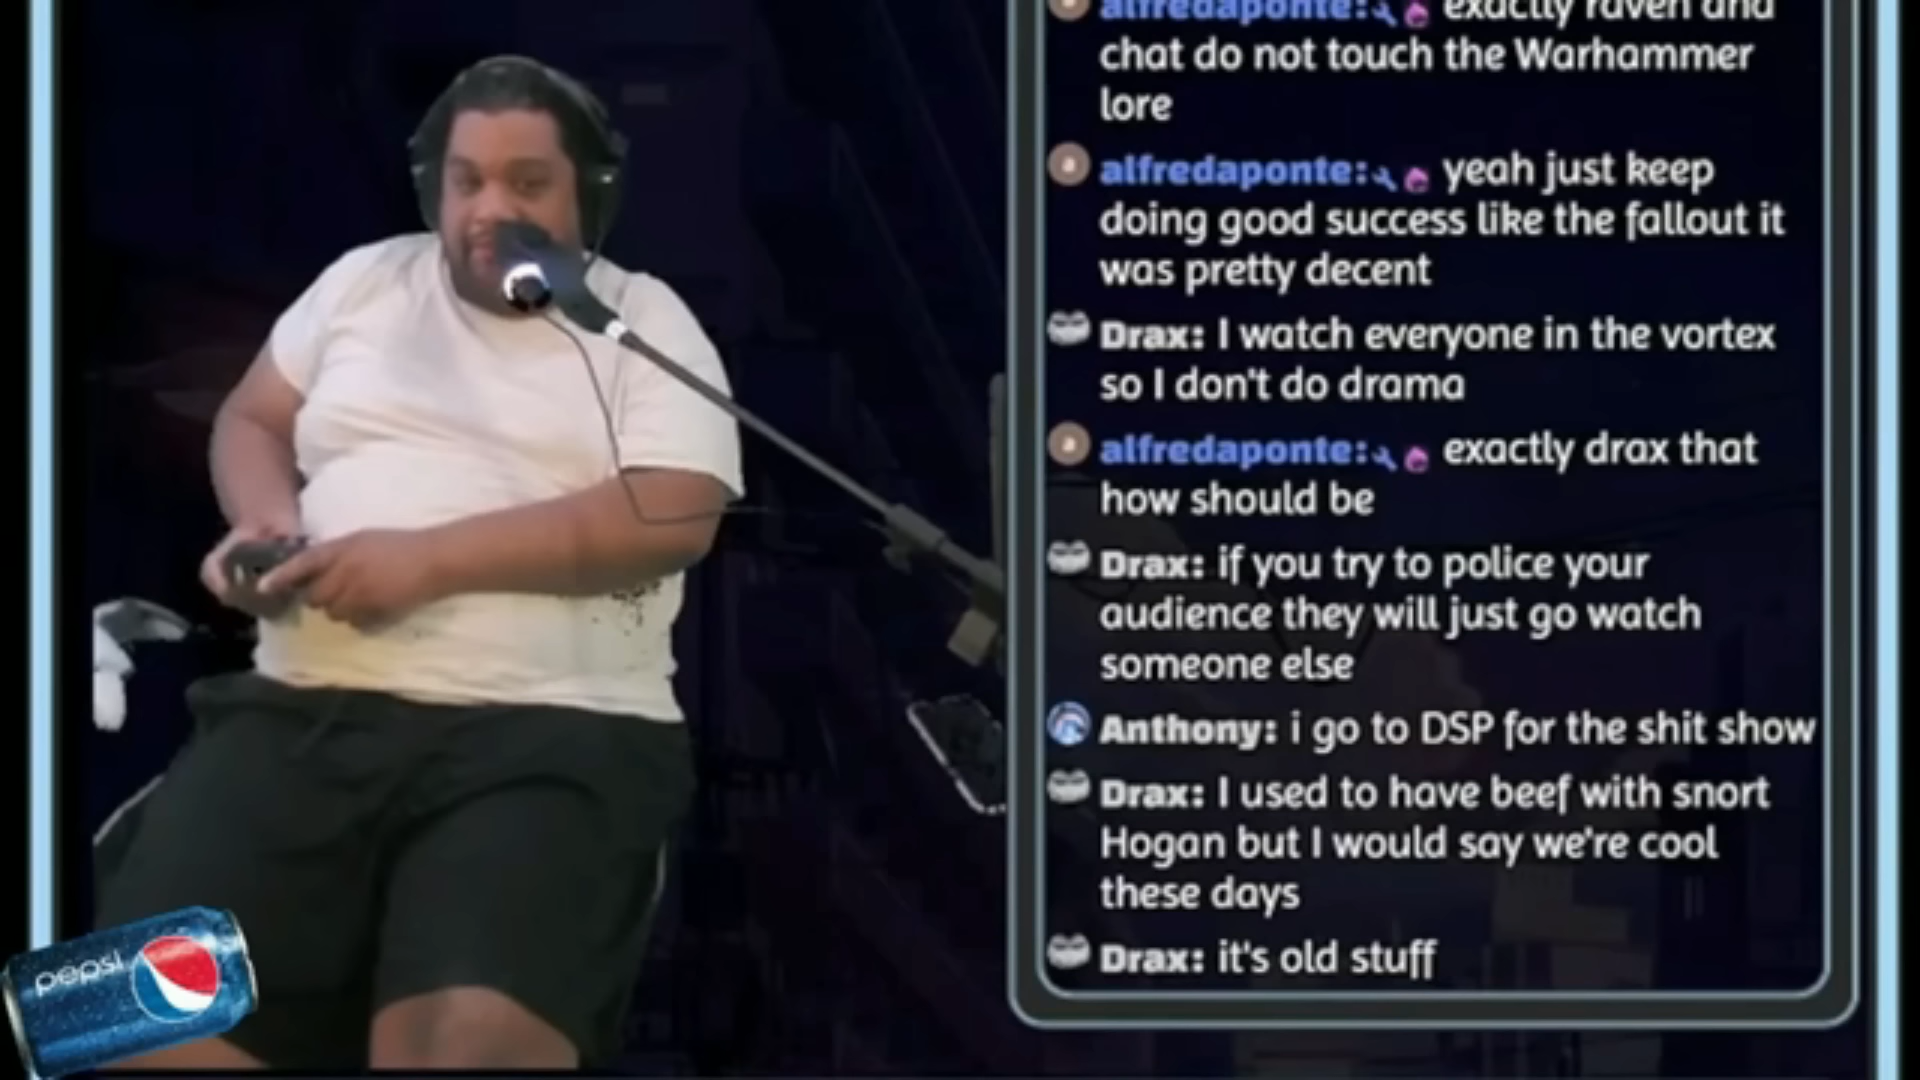 alfredaponte: exactly raven and
chat do not touch the Warhammer
lore
alfredaponte: yeah just keep
doing good success like the fallout it
was pretty decent
Drax: I watch everyone in the vortex
so I don't do drama
alfredaponte: exactly drax that
how should be
Drax: if you try to police your
audience they will just go watch
someone else
Anthony: i go to DSP for the shit show
Drax: I used to have beef with snort
Hogan but I would say we're cool
these days
Drax: it's old stuff
pepsi